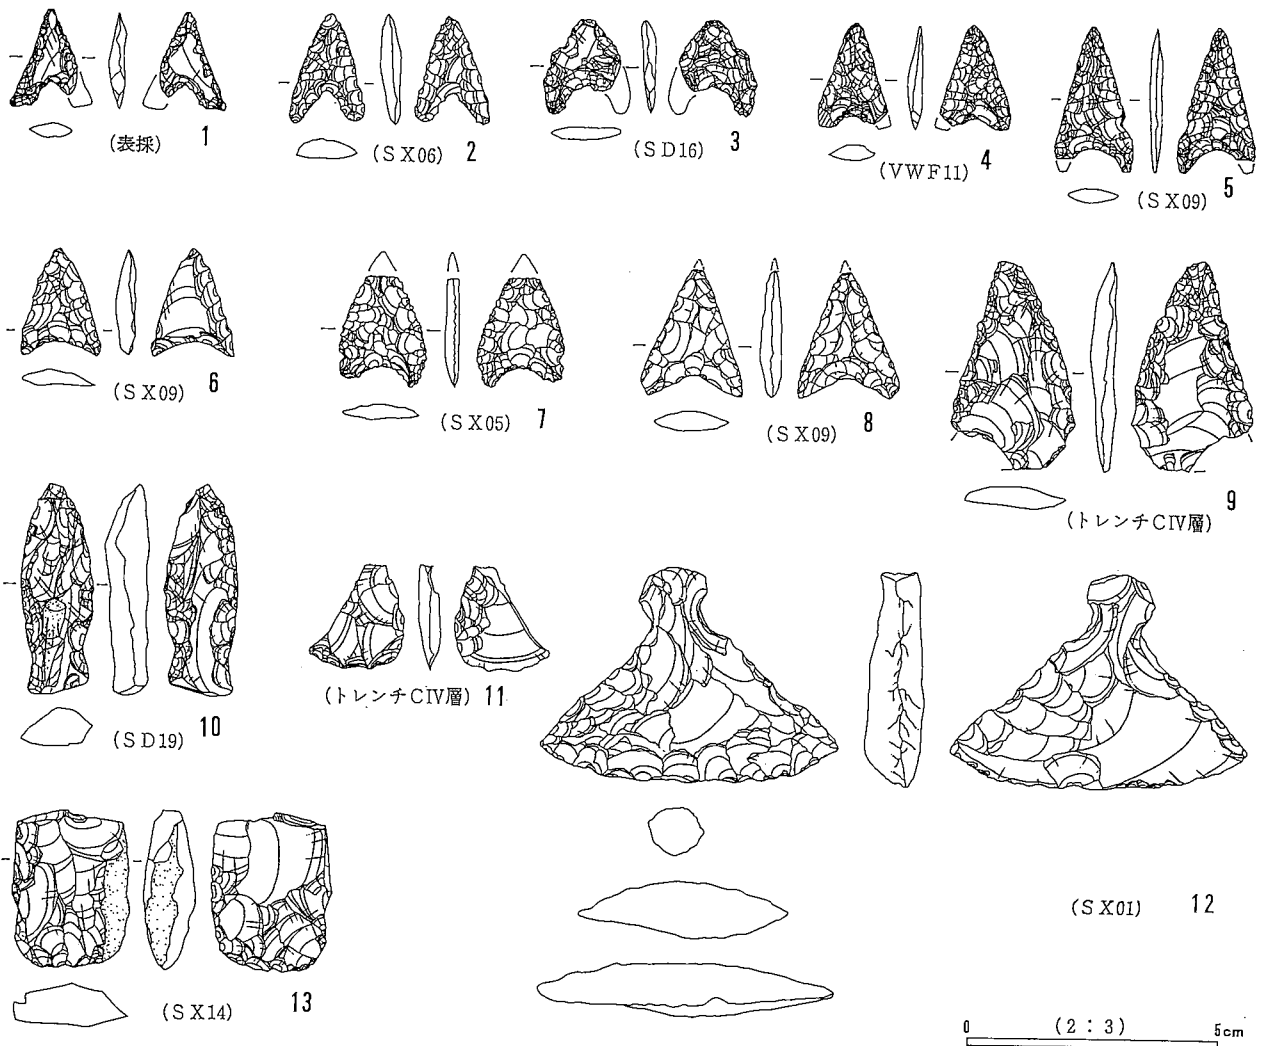 (表採) 1
(SX06) 2
(SD16) 3
(VWF11) 4
(SX09) 5
(SX09) 6
(SX05) 7
(SX09) 8
(トレンチCIV層) 9
(SD19) 10
(トレンチCIV層) 11
(SX01) 12
(SX14) 13
0 (2:3) 5cm